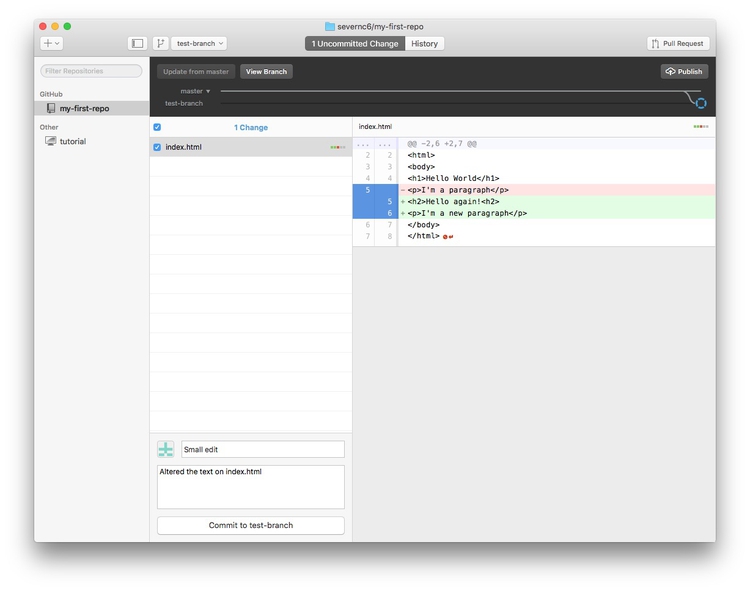 severnc6/my-first-repo
test-branch
1 Uncommitted Change
History
Pull Request
Filter Repositories
GitHub
my-first-repo
Other
tutorial
Update from master
View Branch
Publish
master
test-branch
1 Change
index.html
index.html
... ... @@ -2,6 +2,7 @@
2 2 <html>
3 3 <body>
4 4 <h1>Hello World</h1>
5 -<p>I'm a paragraph</p>
5 +<h2>Hello again!<h2>
6 +<p>I'm a new paragraph</p>
6 7 </body>
7 8 </html>
Small edit
Altered the text on index.html
Commit to test-branch